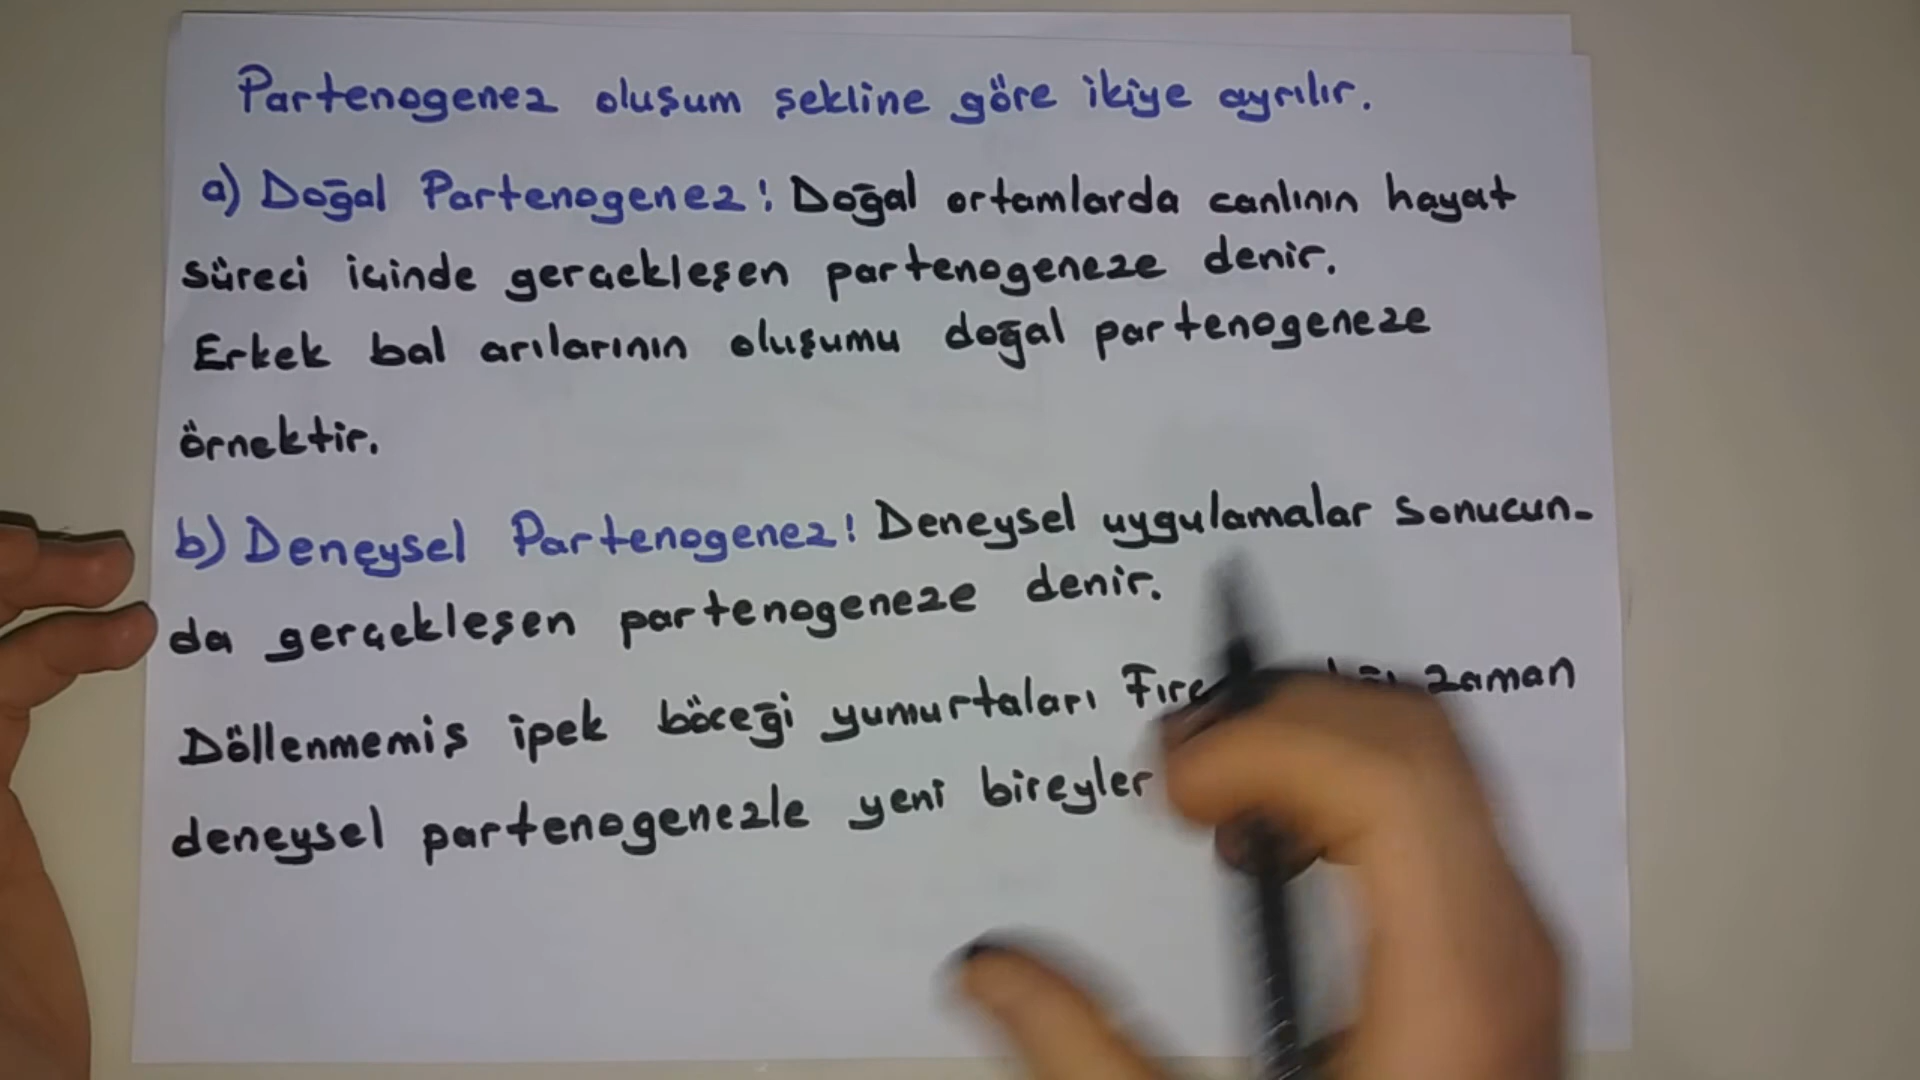 Partenogenez oluşum şekline göre ikiye ayrılır.
a) Doğal Partenogenez: Doğal ortamlarda canlının hayat
süreci içinde gerçekleşen partenogeneze denir.
Erkek bal arılarının oluşumu doğal partenogeneze
örnektir.
b) Deneysel Partenogenez: Deneysel uygulamalar sonucun-
da gerçekleşen partenogeneze denir.
Döllenmemiş ipek böceği yumurtaları zaman
deneysel partenogenezle yeni bireyler